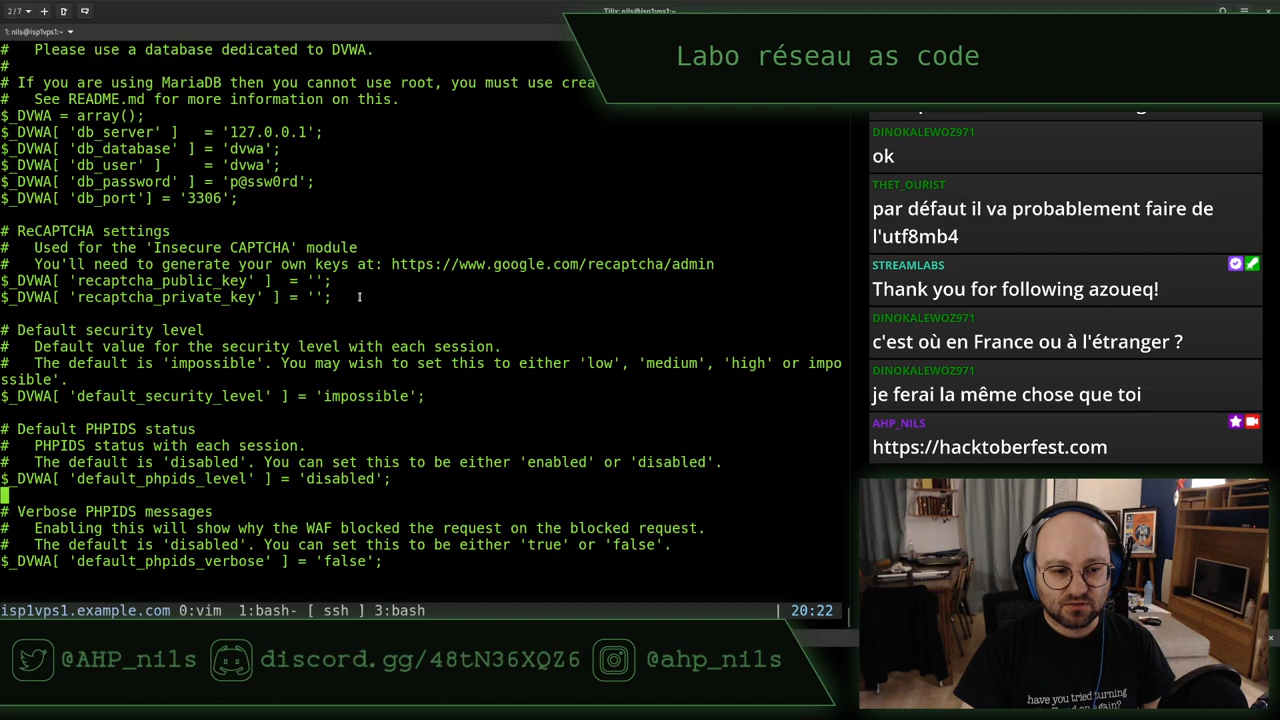 2/7
Tilix: nils@isp1vps1:~
1: nils@isp1vps1:~
Labo réseau as code
#   Please use a database dedicated to DVWA.
#
# If you are using MariaDB then you cannot use root, you must use crea
#   See README.md for more information on this.
$_DVWA = array();
$_DVWA[ 'db_server' ]   = '127.0.0.1';
$_DVWA[ 'db_database' ] = 'dvwa';
$_DVWA[ 'db_user' ]     = 'dvwa';
$_DVWA[ 'db_password' ] = 'p@ssw0rd';
$_DVWA[ 'db_port'] = '3306';
# ReCAPTCHA settings
#   Used for the 'Insecure CAPTCHA' module
#   You'll need to generate your own keys at: https://www.google.com/recaptcha/admin
$_DVWA[ 'recaptcha_public_key' ]  = '';
$_DVWA[ 'recaptcha_private_key' ] = '';
# Default security level
#   Default value for the security level with each session.
#   The default is 'impossible'. You may wish to set this to either 'low', 'medium', 'high' or impo
ssible'.
$_DVWA[ 'default_security_level' ] = 'impossible';
# Default PHPIDS status
#   PHPIDS status with each session.
#   The default is 'disabled'. You can set this to be either 'enabled' or 'disabled'.
$_DVWA[ 'default_phpids_level' ] = 'disabled';
# Verbose PHPIDS messages
#   Enabling this will show why the WAF blocked the request on the blocked request.
#   The default is 'disabled'. You can set this to be either 'true' or 'false'.
$_DVWA[ 'default_phpids_verbose' ] = 'false';
isp1vps1.example.com 0:vim  1:bash- [ ssh ] 3:bash | 20:22
DINOKALEWOZ971
ok
THET_OURIST
par défaut il va probablement faire de
l'utf8mb4
STREAMLABS
Thank you for following azoueq!
DINOKALEWOZ971
c'est où en France ou à l'étranger ?
DINOKALEWOZ971
je ferai la même chose que toi
AHP_NILS
https://hacktoberfest.com
@AHP_nils
discord.gg/48tN36XQZ6
@ahp_nils
have you tried turning
again?